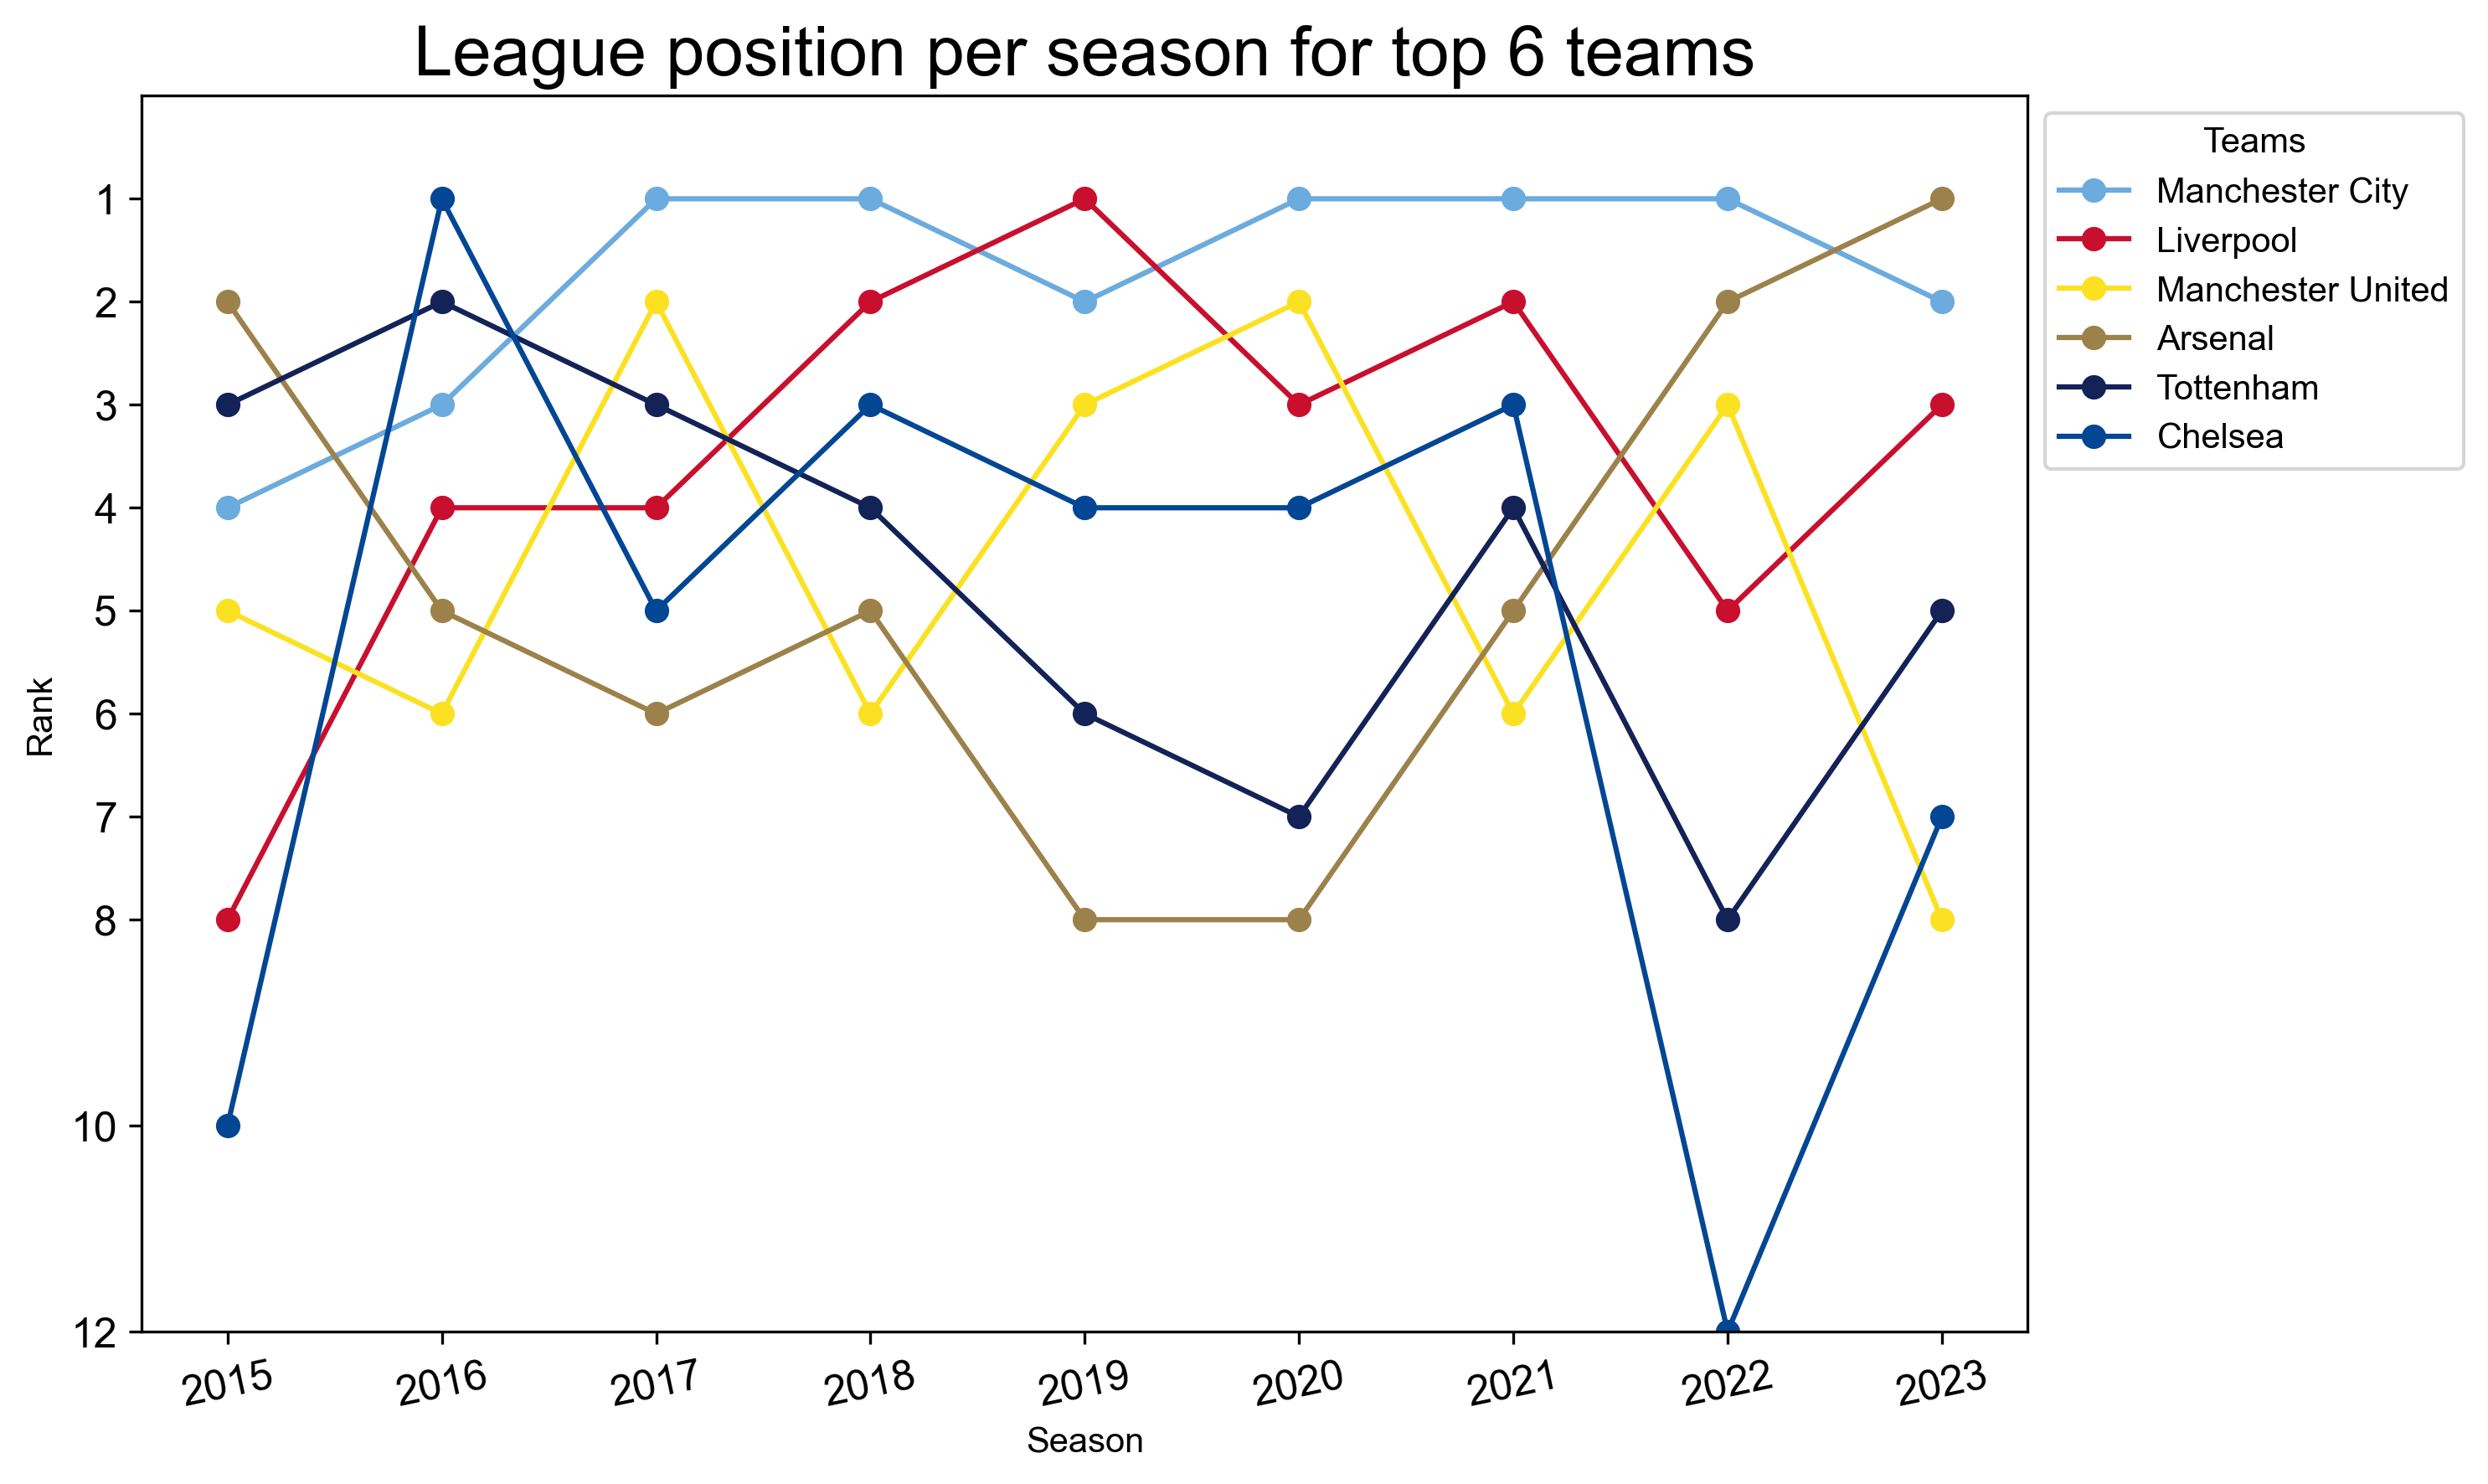 League position per season for top 6 teams
Teams
Manchester City
Liverpool
Manchester United
Arsenal
Tottenham
Chelsea
Rank
1
2
3
4
5
6
7
8
10
12
2015 2016 2017 2018 2019 2020 2021 2022 2023
Season